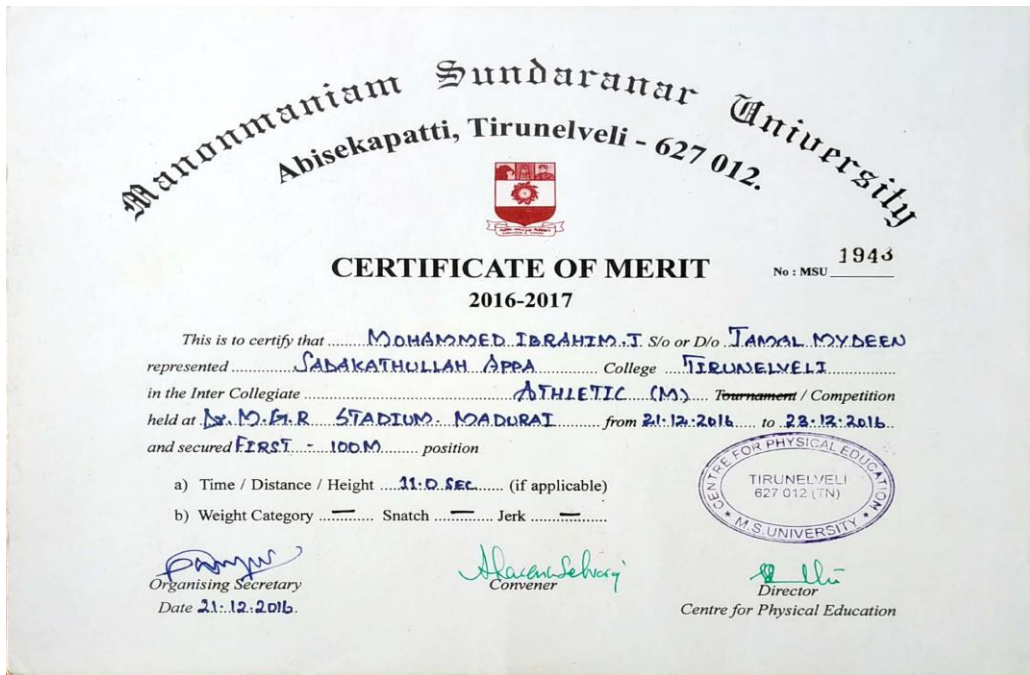 Manonmaniam Sundaranar University
Abisekapatti, Tirunelveli - 627 012.
CERTIFICATE OF MERIT
No : MSU 1943
2016-2017
This is to certify that MOHAMMED IBRAHIM.J S/o or D/o JAMAL MYDEEN
represented SADAKATHULLAH APPA College TIRUNELVELI
in the Inter Collegiate ATHLETIC (M) Tournament / Competition
held at Dr. M.G.R STADIUM. MADURAI from 21.12.2016 to 23.12.2016
and secured FIRST - 100M position
a) Time / Distance / Height 11.0 SEC (if applicable)
b) Weight Category — Snatch — Jerk —
CENTRE FOR PHYSICAL EDUCATION
TIRUNELVELI
627 012 (TN)
* M.S.UNIVERSITY *
Organising Secretary
Convener
Director
Date 21.12.2016.
Centre for Physical Education